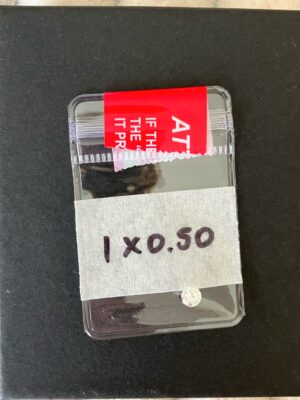 AT
IF THE
THE
IT PR
1 X 0.50